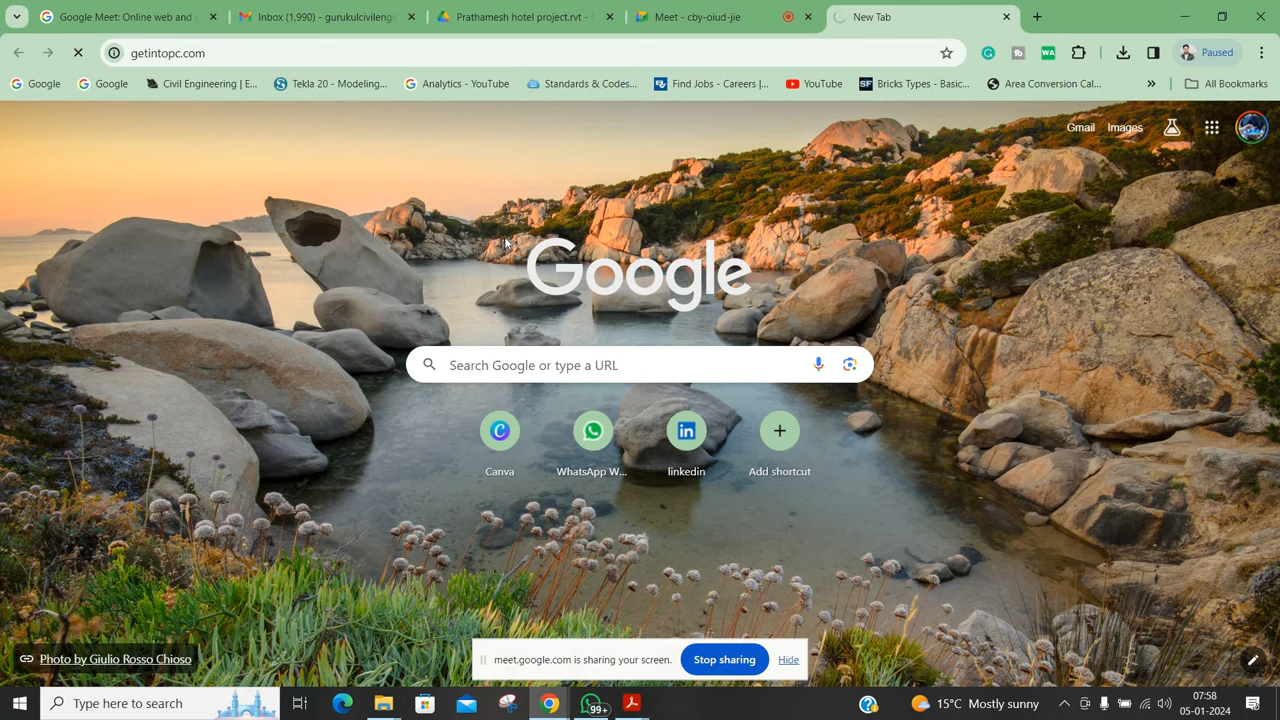 Google Meet: Online web and
Inbox (1,990) - gurukulcivilengi
Prathamesh hotel project.rvt -
Meet - cby-oiud-jie
New Tab
getintopc.com
Paused
Google
Google
Civil Engineering | E...
Tekla 20 - Modeling...
Analytics - YouTube
Standards & Codes...
Find Jobs - Careers |...
YouTube
SF
Bricks Types - Basic...
Area Conversion Cal...
All Bookmarks
Gmail
Images
Google
Search Google or type a URL
Canva
WhatsApp W...
linkedin
Add shortcut
Photo by Giulio Rosso Chioso
meet.google.com is sharing your screen.
Stop sharing
Hide
Type here to search
99+
15°C Mostly sunny
07:58
05-01-2024